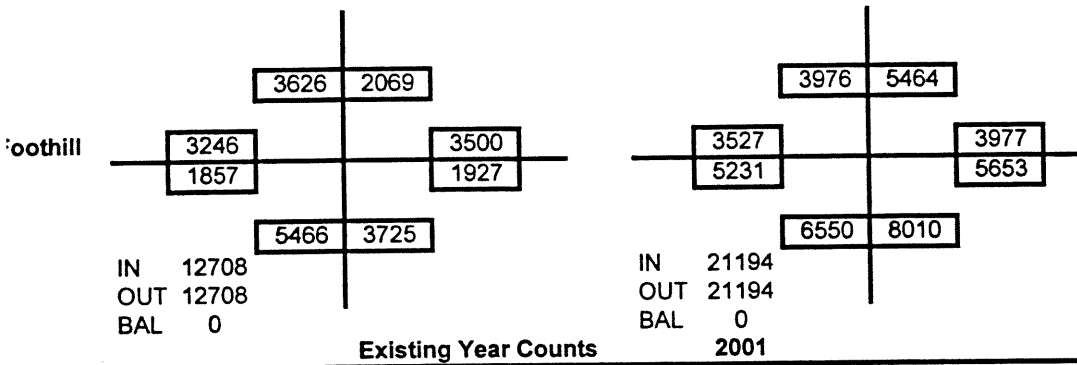 3626 2069
3976 5464
oothill
3246
3500
3527
3977
1857
1927
5231
5653
5466 3725
6550 8010
IN 12708
IN 21194
OUT 12708
OUT 21194
BAL 0
BAL 0
Existing Year Counts 2001